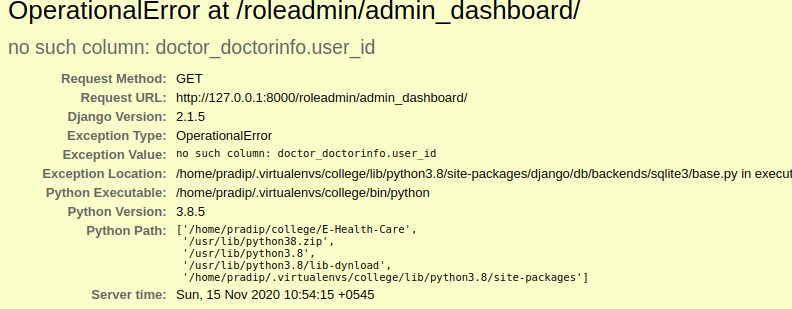 OperationalError at /roleadmin/admin_dashboard/
no such column: doctor_doctorinfo.user_id
Request Method: GET
Request URL: http://127.0.0.1:8000/roleadmin/admin_dashboard/
Django Version: 2.1.5
Exception Type: OperationalError
Exception Value: no such column: doctor_doctorinfo.user_id
Exception Location: /home/pradip/.virtualenvs/college/lib/python3.8/site-packages/django/db/backends/sqlite3/base.py in execut
Python Executable: /home/pradip/.virtualenvs/college/bin/python
Python Version: 3.8.5
Python Path: ['/home/pradip/college/E-Health-Care',
'/usr/lib/python38.zip',
'/usr/lib/python3.8',
'/usr/lib/python3.8/lib-dynload',
'/home/pradip/.virtualenvs/college/lib/python3.8/site-packages']
Server time: Sun, 15 Nov 2020 10:54:15 +0545